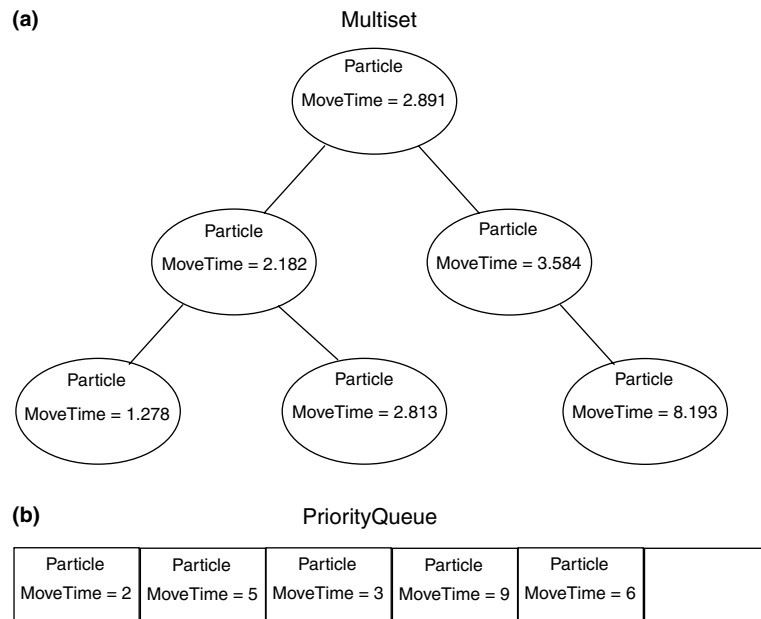 (a)
Multiset
Particle
MoveTime = 2.891
Particle
MoveTime = 2.182
Particle
MoveTime = 3.584
Particle
MoveTime = 1.278
Particle
MoveTime = 2.813
Particle
MoveTime = 8.193
(b)
PriorityQueue
Particle
MoveTime = 2
Particle
MoveTime = 5
Particle
MoveTime = 3
Particle
MoveTime = 9
Particle
MoveTime = 6